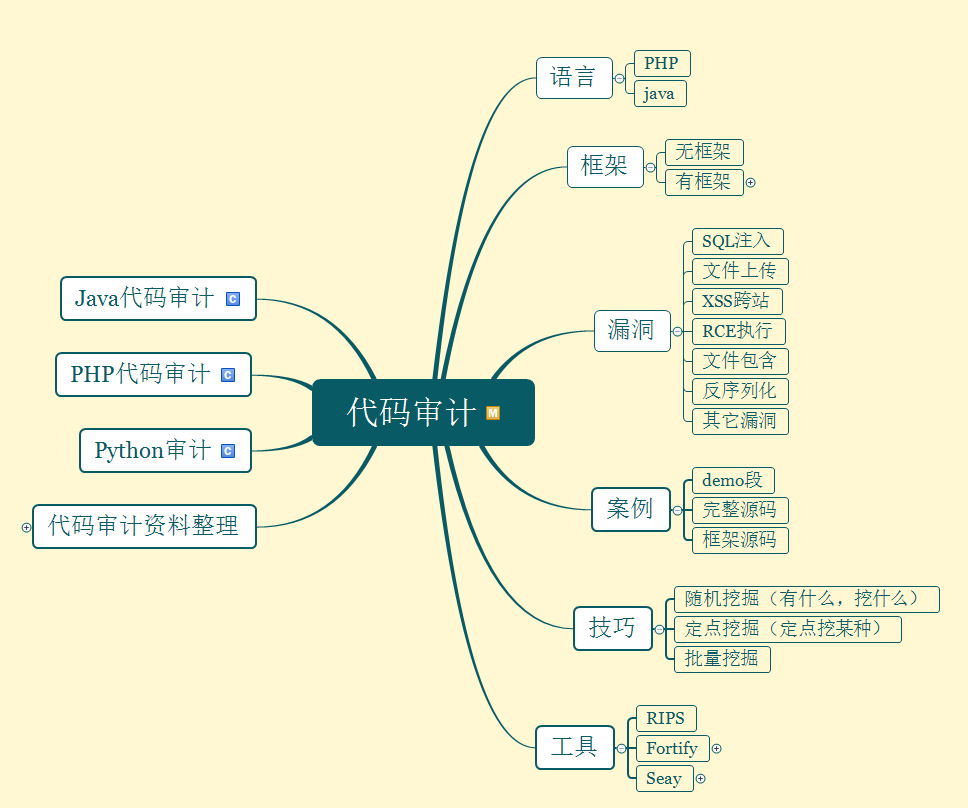 代码审计
M
语言
PHP
java
框架
无框架
有框架
漏洞
SQL注入
文件上传
XSS跨站
RCE执行
文件包含
反序列化
其它漏洞
案例
demo段
完整源码
框架源码
技巧
随机挖掘（有什么，挖什么）
定点挖掘（定点挖某种）
批量挖掘
工具
RIPS
Fortify
Seay
Java代码审计 C
PHP代码审计 C
Python审计 C
代码审计资料整理